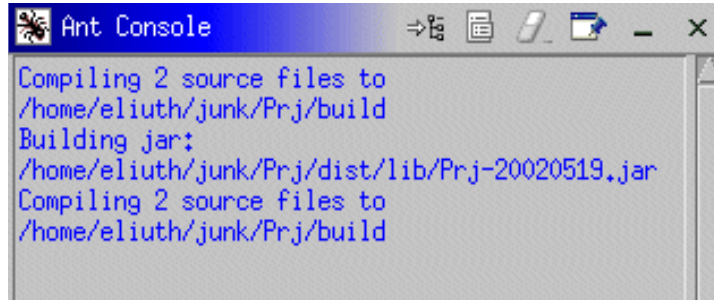 Ant Console
Compiling 2 source files to
/home/eliuth/junk/Prj/build
Building jar:
/home/eliuth/junk/Prj/dist/lib/Prj-20020519.jar
Compiling 2 source files to
/home/eliuth/junk/Prj/build